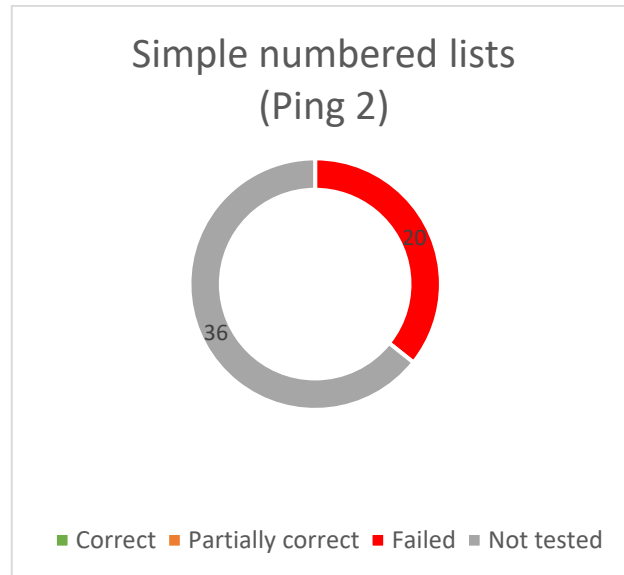 Simple numbered lists
(Ping 2)
20
36
Correct Partially correct Failed Not tested